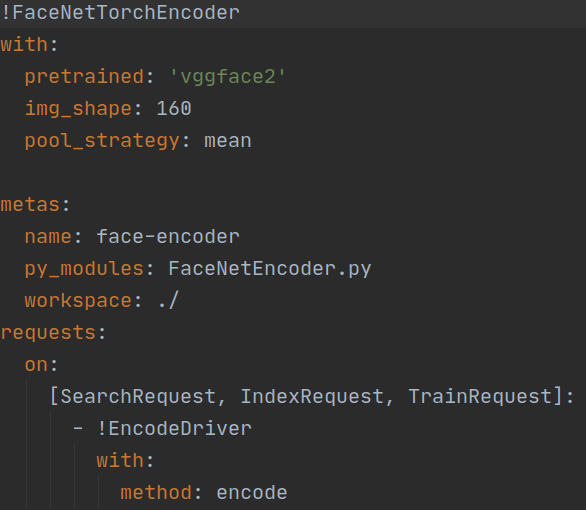 !FaceNetTorchEncoder
with:
  pretrained: 'vggface2'
  img_shape: 160
  pool_strategy: mean

metas:
  name: face-encoder
  py_modules: FaceNetEncoder.py
  workspace: ./
requests:
  on:
    [SearchRequest, IndexRequest, TrainRequest]:
      - !EncodeDriver
        with:
          method: encode